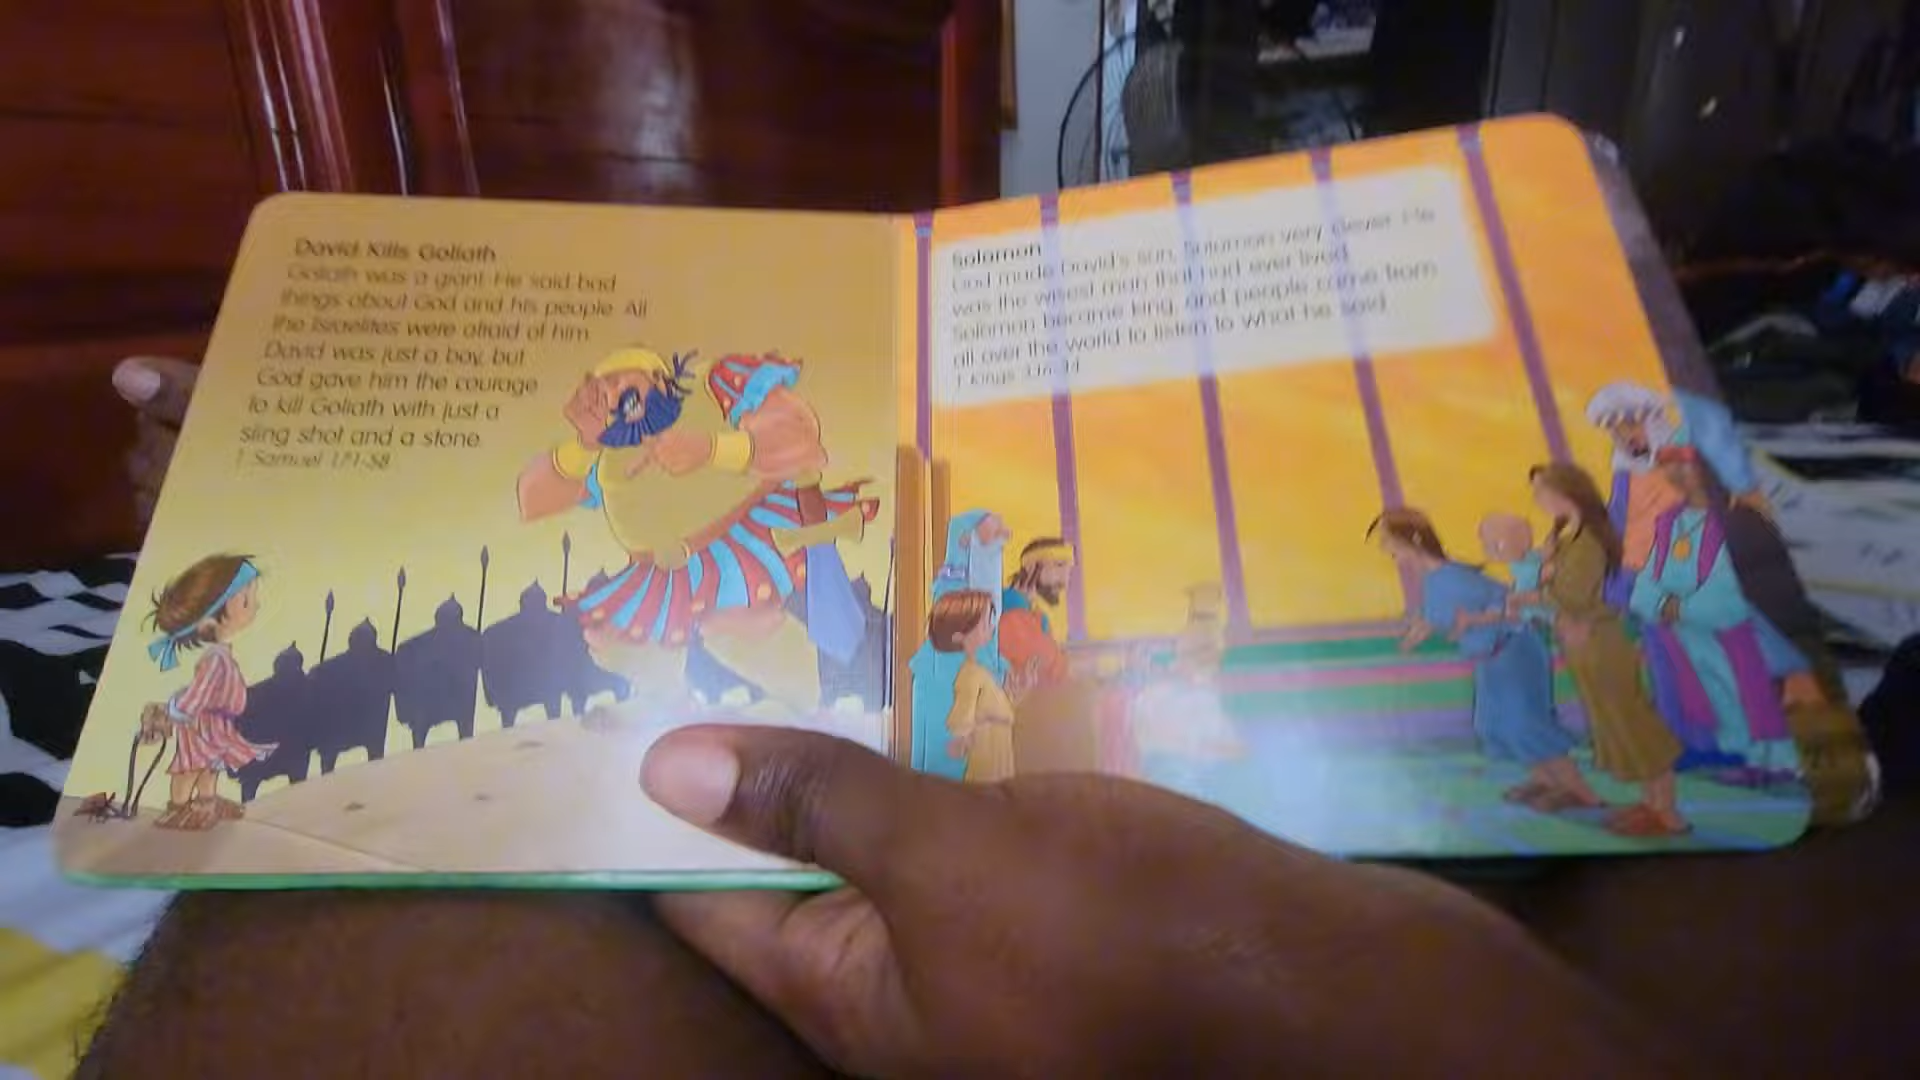 David Kills Goliath
Goliath was a giant. He said bad
things about God and his people. All
the Israelites were afraid of him.
David was just a boy, but
God gave him the courage
to kill Goliath with just a
sling shot and a stone.
1 Samuel 17:1-58
Solomon
God made David's son, Solomon very clever. He
was the wisest man that had ever lived.
Solomon became king, and people came from
all over the world to listen to what he said.
1 Kings